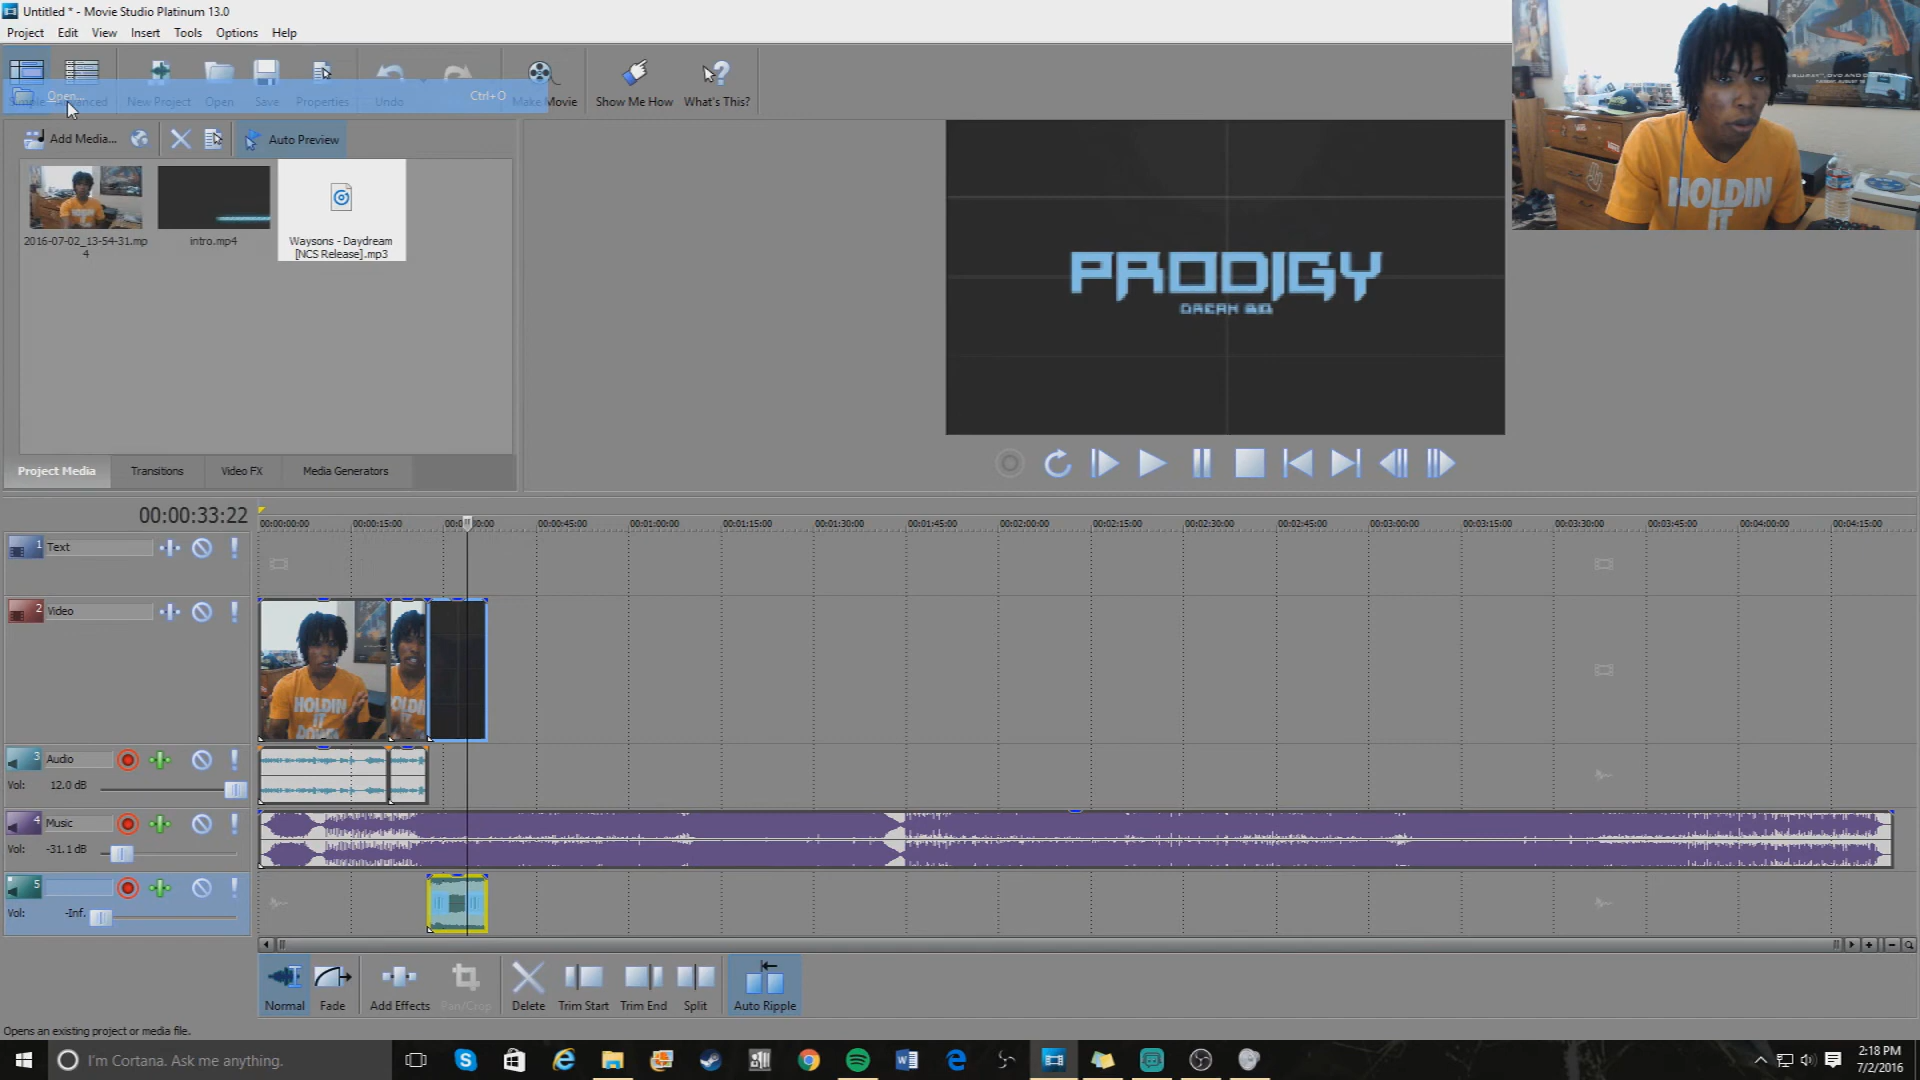 Untitled * - Movie Studio Platinum 13.0
Project Edit View Insert Tools Options Help
Open... Ctrl+O
Simple Advanced New Project Open Save Properties Undo Make Movie Show Me How What's This?
Add Media... Auto Preview
2016-07-02_13-54-31.mp
4
intro.mp4
Waysons - Daydream
[NCS Release].mp3
PRODIGY
HOLDIN
IT
Project Media Transitions Video FX Media Generators
00:00:33:22
00:00:00:00 00:00:15:00 00:00:45:00 00:01:00:00 00:01:15:00 00:01:30:00 00:01:45:00 00:02:00:00 00:02:15:00 00:02:30:00 00:02:45:00 00:03:00:00 00:03:15:00 00:03:30:00 00:03:45:00 00:04:00:00 00:04:15:00
1 Text
2 Video
HOLDIN
IT
3 Audio
Vol: 12.0 dB
4 Music
Vol: -31.1 dB
5
Vol: -Inf.
Normal Fade Add Effects Pan/Crop Delete Trim Start Trim End Split Auto Ripple
Opens an existing project or media file.
I'm Cortana. Ask me anything.
2:18 PM
7/2/2016